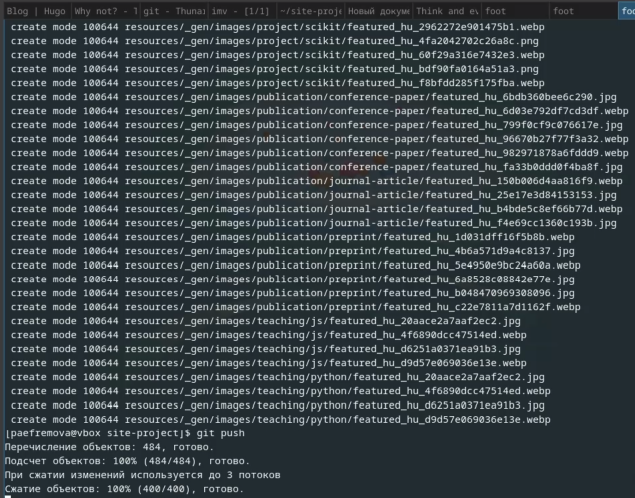 Blog | Hugo Why not? - 1 git - Thunar imv - [1/1] ~/site-proje Новый докуме Think and ev foot foot foo
create mode 100644 resources/_gen/images/project/scikit/featured_hu_2962272e901475b1.webp
create mode 100644 resources/_gen/images/project/scikit/featured_hu_4fa2042702c26a8c.png
create mode 100644 resources/_gen/images/project/scikit/featured_hu_60f29a316e7432e3.webp
create mode 100644 resources/_gen/images/project/scikit/featured_hu_bdf90fa0164a51a3.png
create mode 100644 resources/_gen/images/project/scikit/featured_hu_f8bfdd285f175fba.webp
create mode 100644 resources/_gen/images/publication/conference-paper/featured_hu_6bdb360bee6c290.jpg
create mode 100644 resources/_gen/images/publication/conference-paper/featured_hu_6d03e792df7cd3df.webp
create mode 100644 resources/_gen/images/publication/conference-paper/featured_hu_799f0cf9c076617e.jpg
create mode 100644 resources/_gen/images/publication/conference-paper/featured_hu_96670b27f77f3a32.webp
create mode 100644 resources/_gen/images/publication/conference-paper/featured_hu_982971878a6fddd9.webp
create mode 100644 resources/_gen/images/publication/conference-paper/featured_hu_fa33b0ddd0f4ba8f.jpg
create mode 100644 resources/_gen/images/publication/journal-article/featured_hu_150b006d4aa816f9.webp
create mode 100644 resources/_gen/images/publication/journal-article/featured_hu_25e17e3d84153153.jpg
create mode 100644 resources/_gen/images/publication/journal-article/featured_hu_b4bde5c8ef66b77d.webp
create mode 100644 resources/_gen/images/publication/journal-article/featured_hu_f4e69cc1360c193b.jpg
create mode 100644 resources/_gen/images/publication/preprint/featured_hu_1d031dff16f5b8b.webp
create mode 100644 resources/_gen/images/publication/preprint/featured_hu_4b6a571d9a4c8137.jpg
create mode 100644 resources/_gen/images/publication/preprint/featured_hu_5e4950e9bc24a60a.webp
create mode 100644 resources/_gen/images/publication/preprint/featured_hu_6a8528c08842e77e.jpg
create mode 100644 resources/_gen/images/publication/preprint/featured_hu_b048470969308096.jpg
create mode 100644 resources/_gen/images/publication/preprint/featured_hu_c22e7811a7d1162f.webp
create mode 100644 resources/_gen/images/teaching/js/featured_hu_20aace2a7aaf2ec2.jpg
create mode 100644 resources/_gen/images/teaching/js/featured_hu_4f6890dcc47514ed.webp
create mode 100644 resources/_gen/images/teaching/js/featured_hu_d6251a0371ea91b3.jpg
create mode 100644 resources/_gen/images/teaching/js/featured_hu_d9d57e069036e13e.webp
create mode 100644 resources/_gen/images/teaching/python/featured_hu_20aace2a7aaf2ec2.jpg
create mode 100644 resources/_gen/images/teaching/python/featured_hu_4f6890dcc47514ed.webp
create mode 100644 resources/_gen/images/teaching/python/featured_hu_d6251a0371ea91b3.jpg
create mode 100644 resources/_gen/images/teaching/python/featured_hu_d9d57e069036e13e.webp
[paefremova@vbox site-project]$ git push
Перечисление объектов: 484, готово.
Подсчет объектов: 100% (484/484), готово.
При сжатии изменений используется до 3 потоков
Сжатие объектов: 100% (400/400), готово.